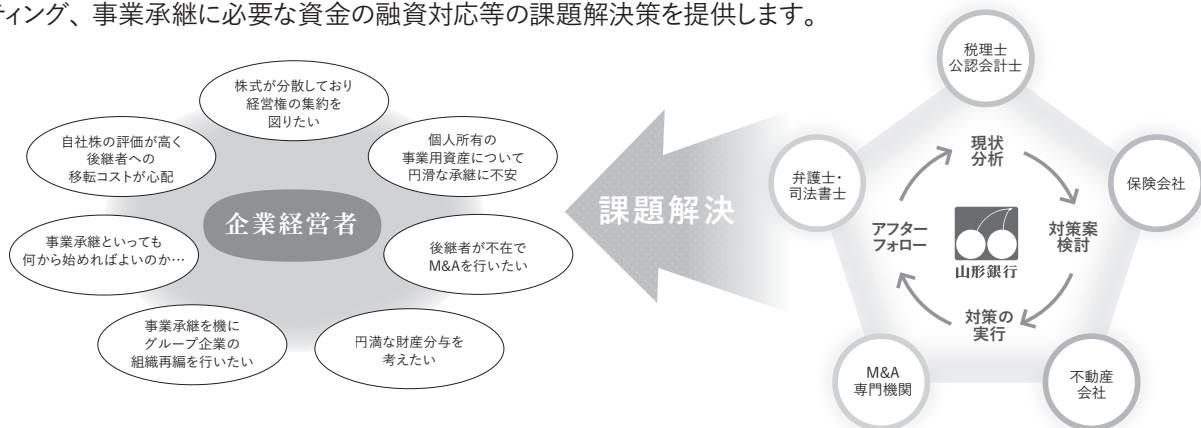 ティング、事業承継に必要な資金の融資対応等の課題解決策を提供します。
株式が分散しており
経営権の集約を
図りたい
自社株の評価が高く
後継者への
移転コストが心配
個人所有の
事業用資産について
円滑な承継に不安
企業経営者
事業承継といっても
何から始めればよいのか…
後継者が不在で
M&Aを行いたい
事業承継を機に
グループ企業の
組織再編を行いたい
円満な財産分与を
考えたい
課題解決
税理士
公認会計士
弁護士・
司法書士
保険会社
現状
分析
アフター
フォロー
対策案
検討
山形銀行
対策の
実行
M&A
専門機関
不動産
会社